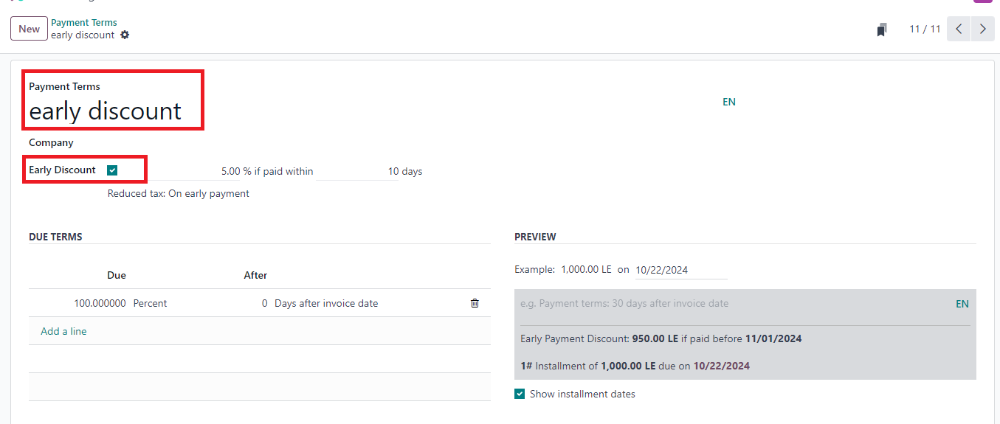 New
Payment Terms
early discount
11 / 11
Payment Terms
early discount
EN
Company
Early Discount 5.00 % if paid within 10 days
Reduced tax: On early payment
DUE TERMS
Due After
100.000000 Percent 0 Days after invoice date
Add a line
PREVIEW
Example: 1,000.00 LE on 10/22/2024
e.g. Payment terms: 30 days after invoice date EN
Early Payment Discount: 950.00 LE if paid before 11/01/2024
1# Installment of 1,000.00 LE due on 10/22/2024
Show installment dates